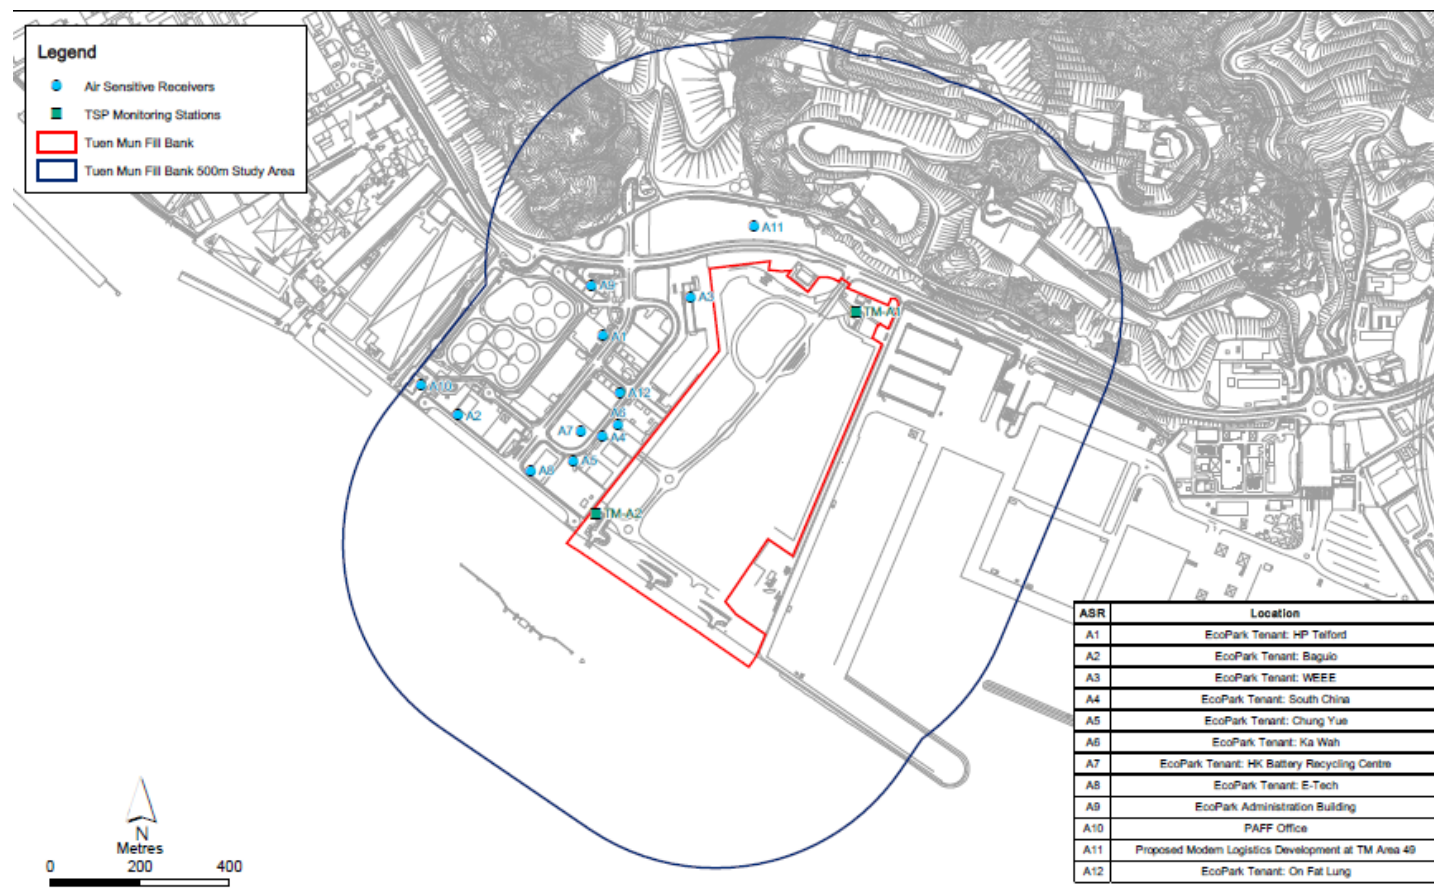 Legend
Air Sensitive Receivers
TSP Monitoring Stations
Tuen Mun Fill Bank
Tuen Mun Fill Bank 500m Study Area
A11
A9
A3
TM-A1
A1
A10
A12
A2
A6
A7
A4
A5
A8
TM-A2
N
Metres
0 200 400
ASR Location
A1 EcoPark Tenant: HP Telford
A2 EcoPark Tenant: Baguio
A3 EcoPark Tenant: WEEE
A4 EcoPark Tenant: South China
A5 EcoPark Tenant: Chung Yue
A6 EcoPark Tenant: Ka Wah
A7 EcoPark Tenant: HK Battery Recycling Centre
A8 EcoPark Tenant: E-Tech
A9 EcoPark Administration Building
A10 PAFF Office
A11 Proposed Modern Logistics Development at TM Area 49
A12 EcoPark Tenant: On Fat Lung